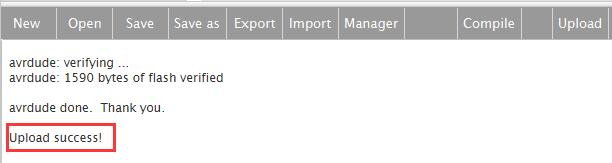 New Open Save Save as Export Import Manager Compile Upload
avrdude: verifying ...
avrdude: 1590 bytes of flash verified
avrdude done.  Thank you.
Upload success!